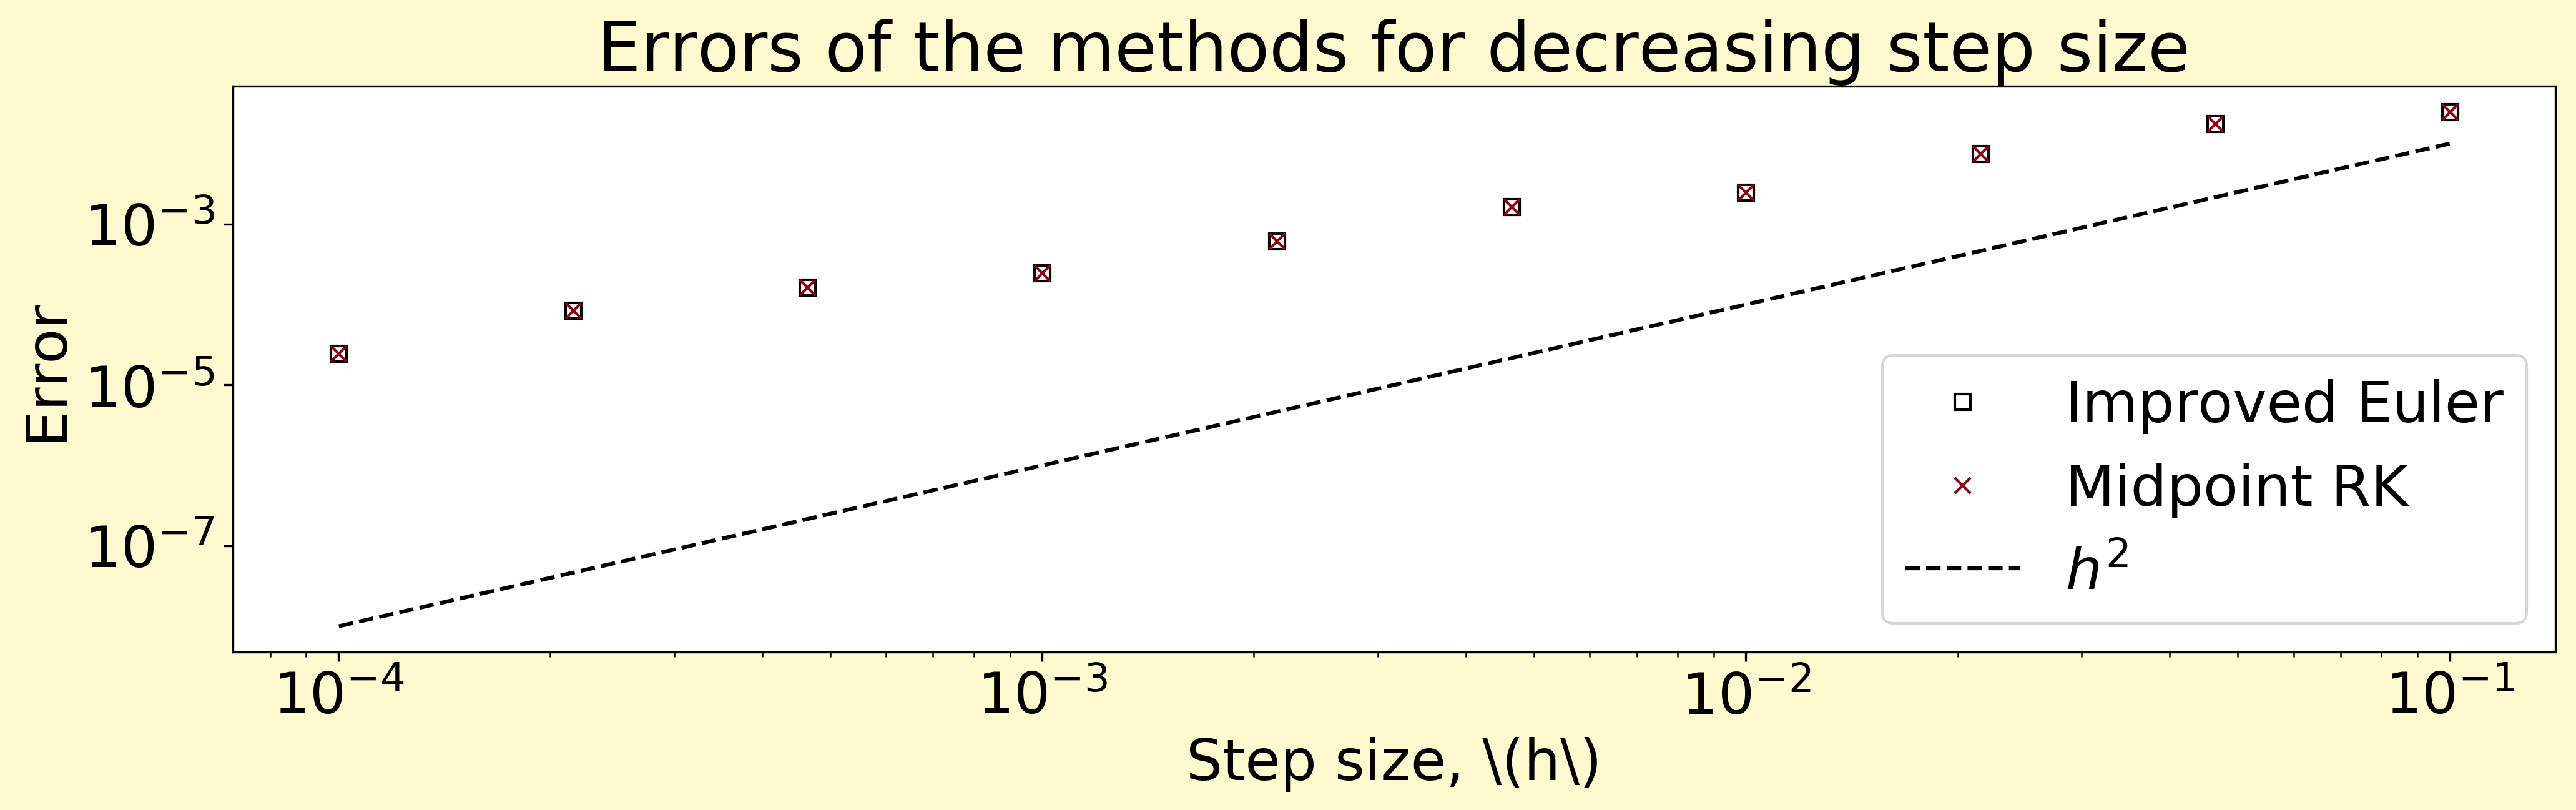 Errors of the methods for decreasing step size
Error
10⁻³
10⁻⁵
10⁻⁷
Improved Euler
Midpoint RK
h²
10⁻⁴
10⁻³
10⁻²
10⁻¹
Step size, \(h\)